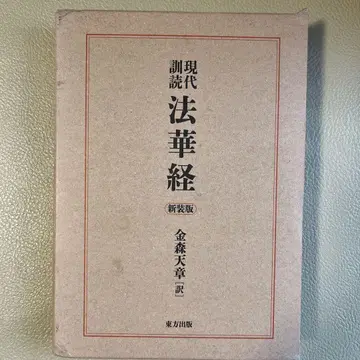 現代
訓読
法華経
新装版
金森天章[訳]
東方出版